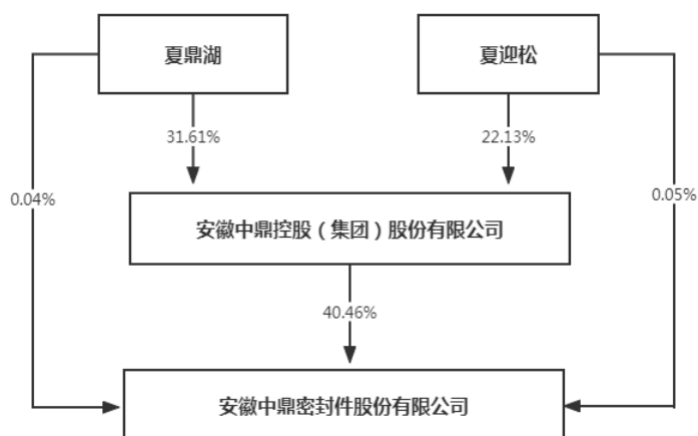 夏鼎湖
夏迎松
31.61%
22.13%
0.04%
0.05%
安徽中鼎控股（集团）股份有限公司
40.46%
安徽中鼎密封件股份有限公司